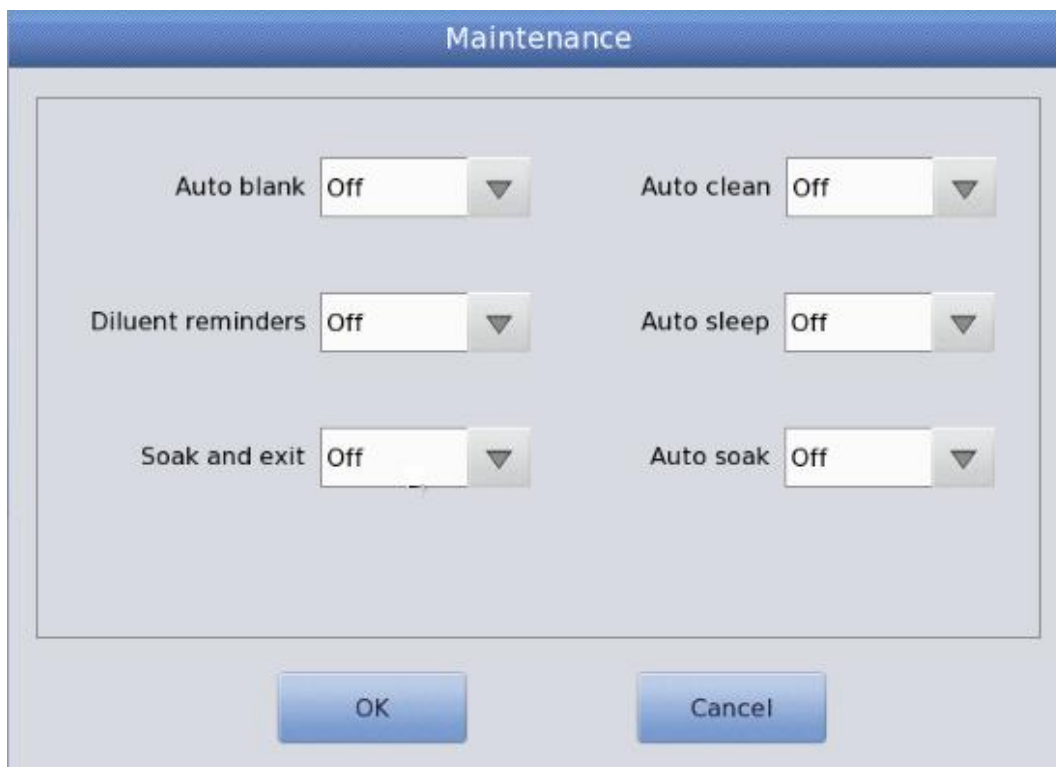 Maintenance
Auto blank Off Auto clean Off
Diluent reminders Off Auto sleep Off
Soak and exit Off Auto soak Off
OK Cancel